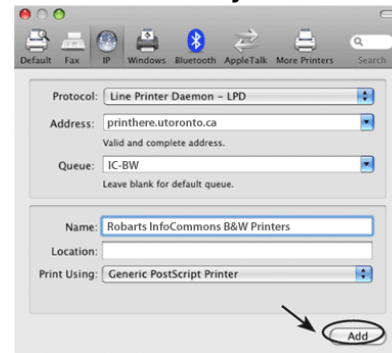 Default Fax IP Windows Bluetooth AppleTalk More Printers Search
Protocol: Line Printer Daemon – LPD
Address: printhere.utoronto.ca
Valid and complete address.
Queue: IC-BW
Leave blank for default queue.
Name: Robarts InfoCommons B&W Printers
Location:
Print Using: Generic PostScript Printer
Add